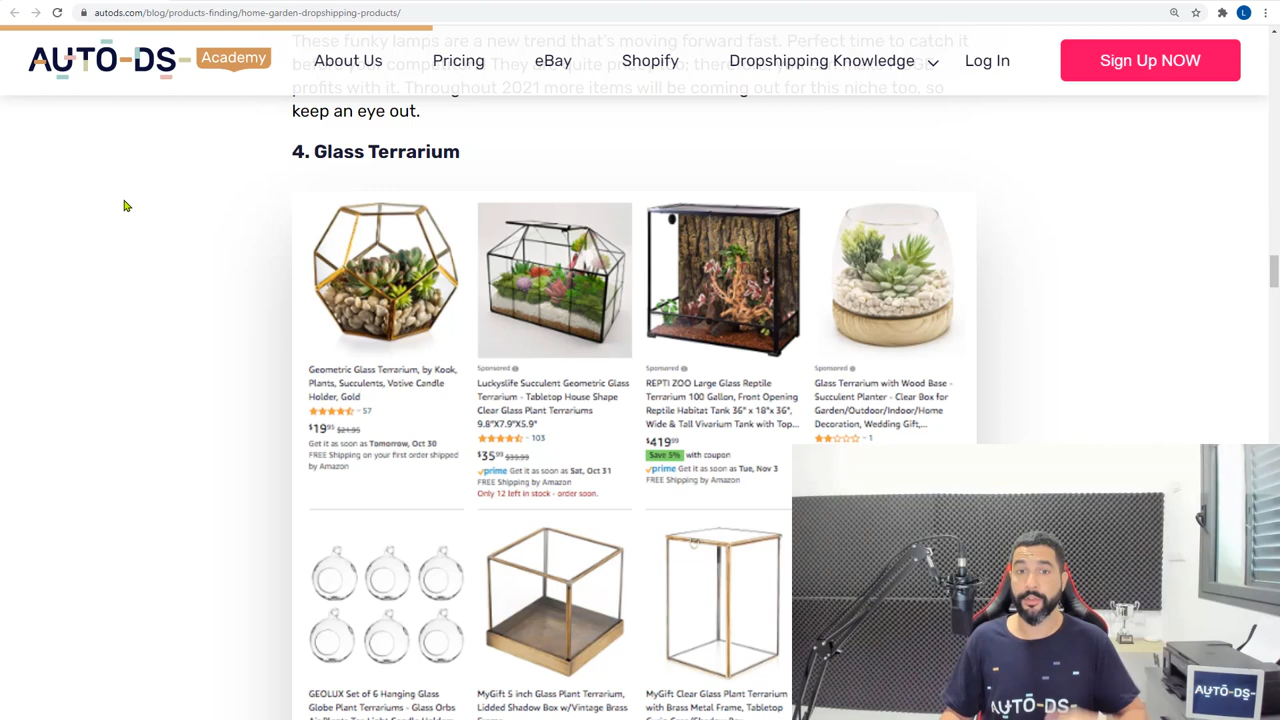 autods.com/blog/products-finding/home-garden-dropshipping-products/
L
AUTO-DS-
Academy
About Us
Pricing
eBay
Shopify
Dropshipping Knowledge
Log In
Sign Up NOW
These funky lamps are a new trend that's moving forward fast. Perfect time to catch it
profits with it. Throughout 2021 more items will be coming out for this niche too, so
keep an eye out.
4. Glass Terrarium
Geometric Glass Terrarium, by Kook,
Plants, Succulents, Votive Candle
Holder, Gold
57
$19.95 $21.95
Get it as soon as Tomorrow, Oct 30
FREE Shipping on your first order shipped
by Amazon
Sponsored
Luckyslife Succulent Geometric Glass
Terrarium - Tabletop House Shape
Clear Glass Plant Terrariums
9.8"X7.9"X5.9"
103
$35.99 $39.99
prime Get it as soon as Sat, Oct 31
FREE Shipping by Amazon
Only 12 left in stock - order soon.
Sponsored
REPTI ZOO Large Glass Reptile
Terrarium 100 Gallon, Front Opening
Reptile Habitat Tank 36" x 18"x 36",
Wide & Tall Vivarium Tank with Top...
$419.99
Save 5% with coupon
prime Get it as soon as Tue, Nov 3
FREE Shipping by Amazon
Sponsored
Glass Terrarium with Wood Base -
Succulent Planter - Clear Box for
Garden/Outdoor/Indoor/Home
Decoration, Wedding Gift,...
1
GEOLUX Set of 6 Hanging Glass
Globe Plant Terrariums - Glass Orbs
MyGift 5 inch Glass Plant Terrarium,
Lidded Shadow Box w/Vintage Brass
MyGift Clear Glass Plant Terrarium
with Brass Metal Frame, Tabletop
AUTO-DS-
AUTO-DS-